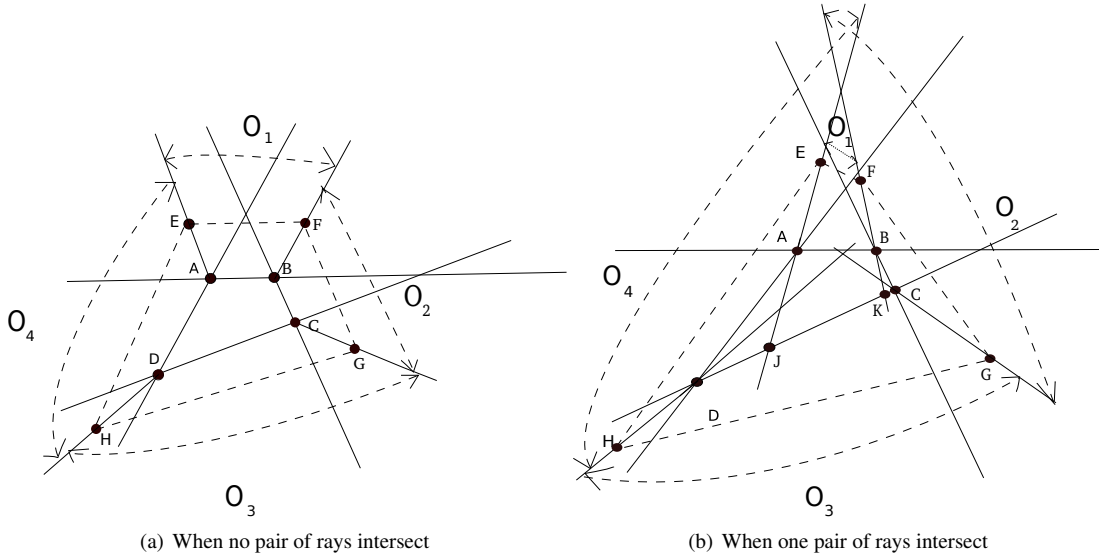 O1
E
F
A
B
C
O2
O4
D
G
H
O3
(a) When no pair of rays intersect
O1
E
F
O2
A
B
O4
C
K
J
G
D
H
O3
(b) When one pair of rays intersect